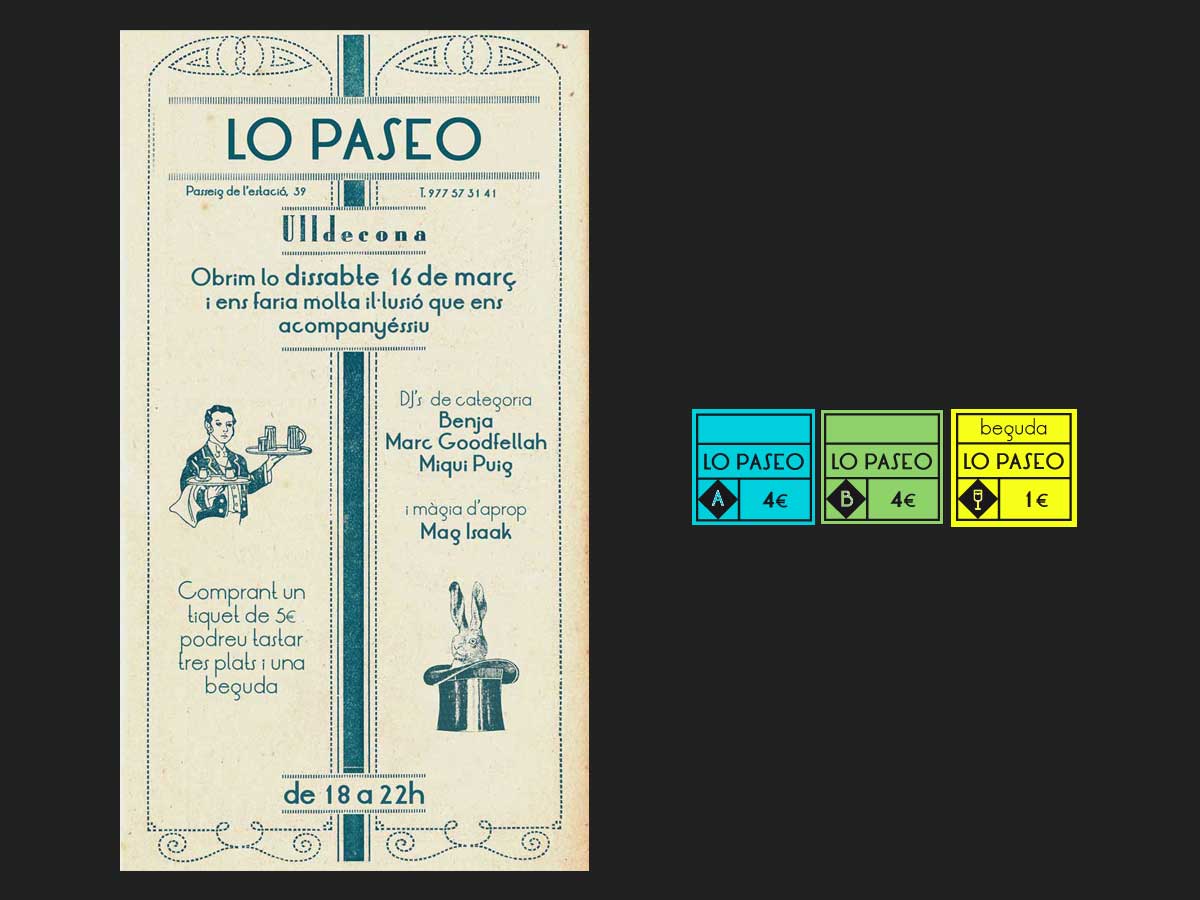 LO PASEO
Passeig de l'estació, 39
T. 977 57 31 41
Ulldecona
Obrim lo dissabte 16 de març
i ens faria molta il·lusió que ens
acompanyéssiu
DJ's de categoria
Benja
Marc Goodfellah
Miqui Puig
i màgia d'aprop
Mag Isaak
Comprant un
tiquet de 5€
podreu tastar
tres plats i una
beguda
de 18 a 22h
LO PASEO
A 4€
LO PASEO
B 4€
beguda
LO PASEO
1€